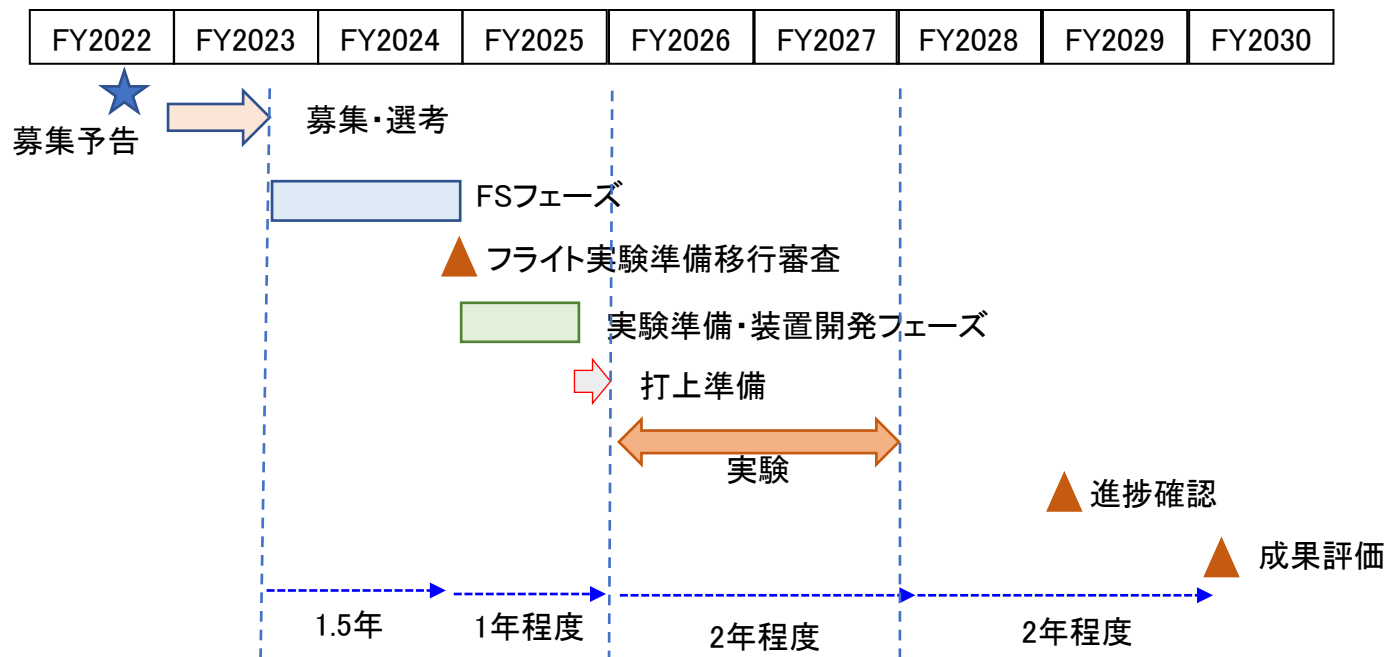 FY2022 FY2023 FY2024 FY2025 FY2026 FY2027 FY2028 FY2029 FY2030
募集予告
募集・選考
FSフェーズ
フライト実験準備移行審査
実験準備・装置開発フェーズ
打上準備
実験
進捗確認
成果評価
1.5年 1年程度 2年程度 2年程度